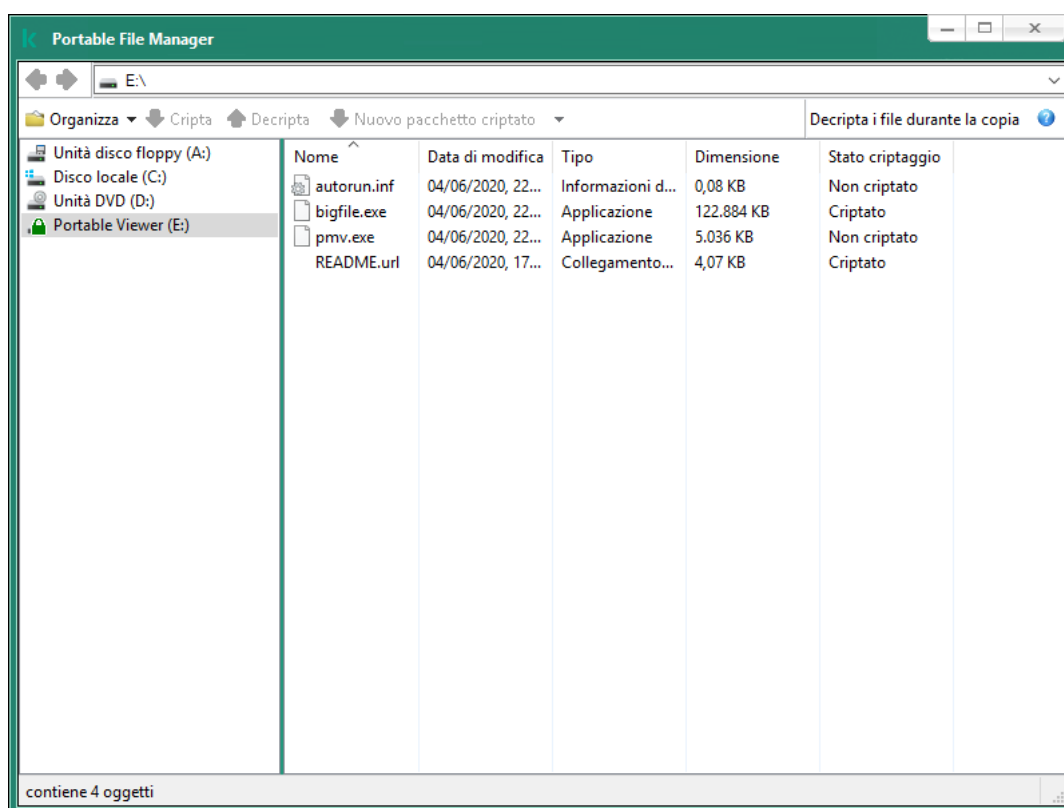 Portable File Manager
E:\
Organizza Cripta Decripta Nuovo pacchetto criptato Decripta i file durante la copia
Unità disco floppy (A:)
Disco locale (C:)
Unità DVD (D:)
Portable Viewer (E:)
Nome Data di modifica Tipo Dimensione Stato criptaggio
autorun.inf 04/06/2020, 22... Informazioni d... 0,08 KB Non criptato
bigfile.exe 04/06/2020, 22... Applicazione 122.884 KB Criptato
pmv.exe 04/06/2020, 22... Applicazione 5.036 KB Non criptato
README.url 04/06/2020, 17... Collegamento... 4,07 KB Criptato
contiene 4 oggetti